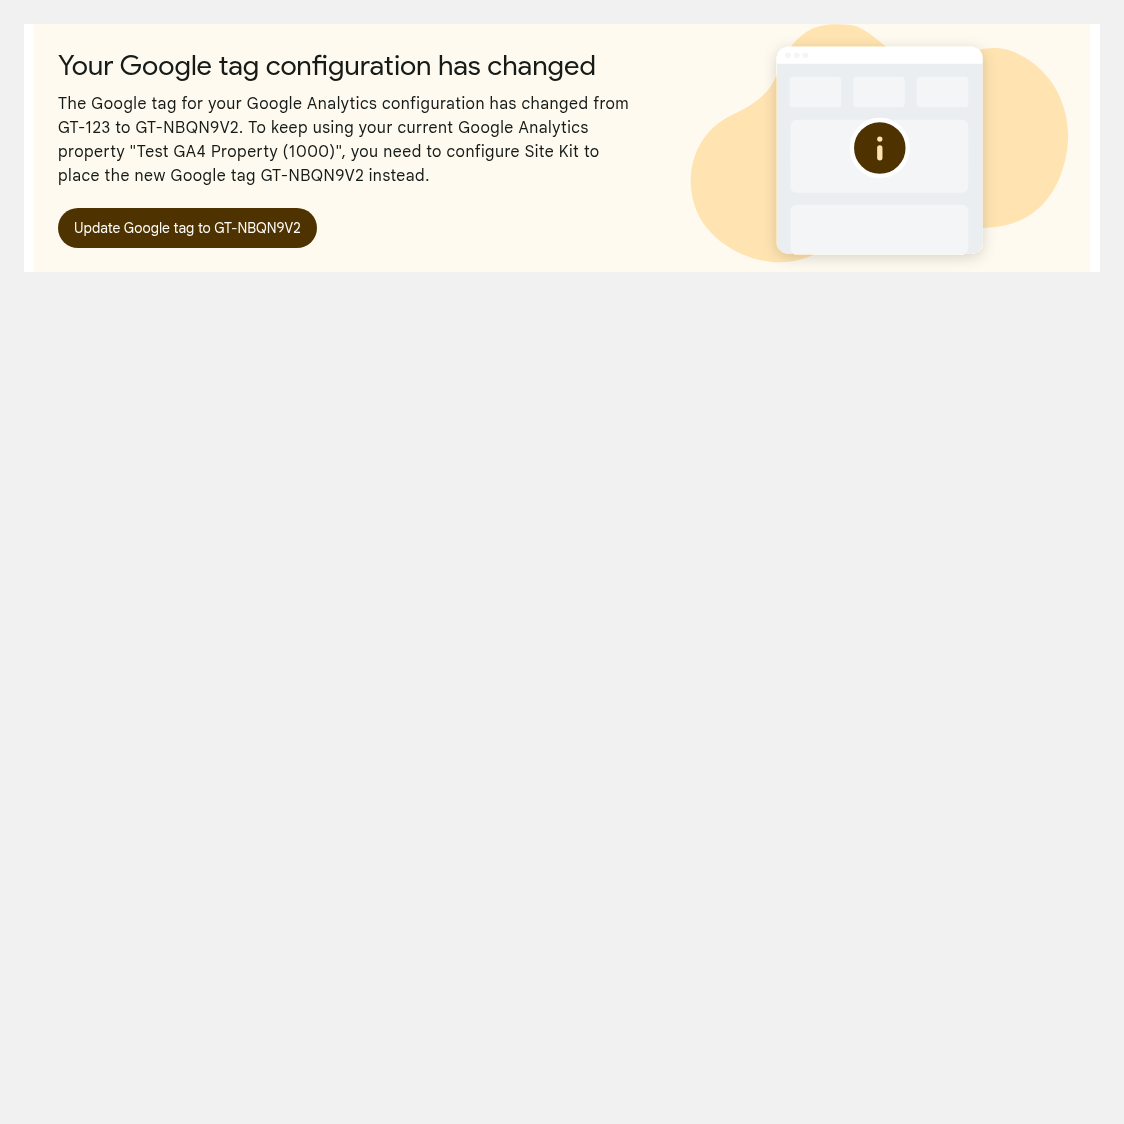 Your Google tag configuration has changed
The Google tag for your Google Analytics configuration has changed from
GT-123 to GT-NBQN9V2. To keep using your current Google Analytics
property "Test GA4 Property (1000)", you need to configure Site Kit to
place the new Google tag GT-NBQN9V2 instead.
Update Google tag to GT-NBQN9V2